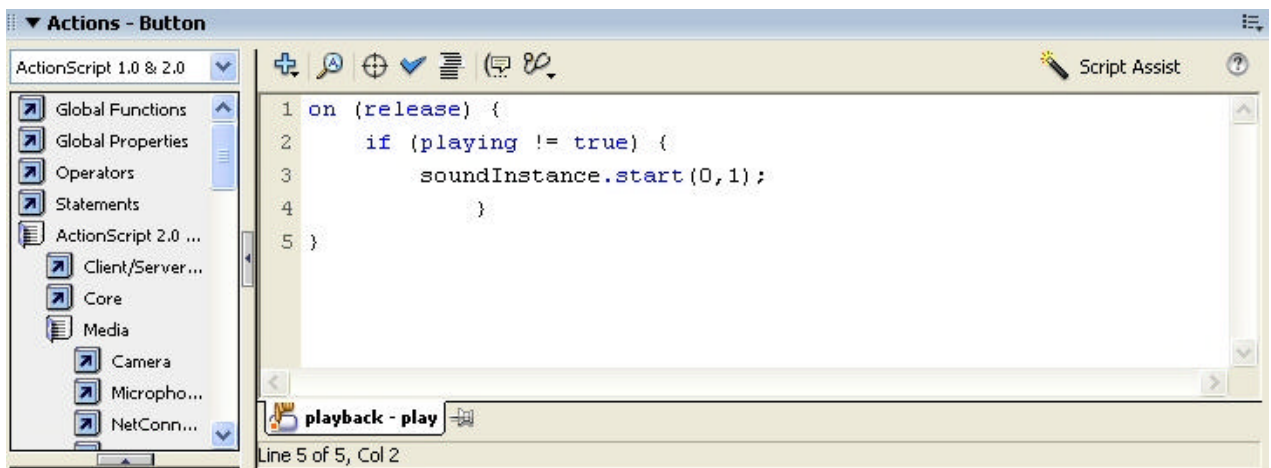 Actions - Button
ActionScript 1.0 & 2.0
Script Assist
Global Functions
Global Properties
Operators
Statements
ActionScript 2.0 ...
Client/Server...
Core
Media
Camera
Micropho...
NetConn...
1 on (release) {
2 if (playing != true) {
3 soundInstance.start(0,1);
4 }
5 }
playback - play
Line 5 of 5, Col 2